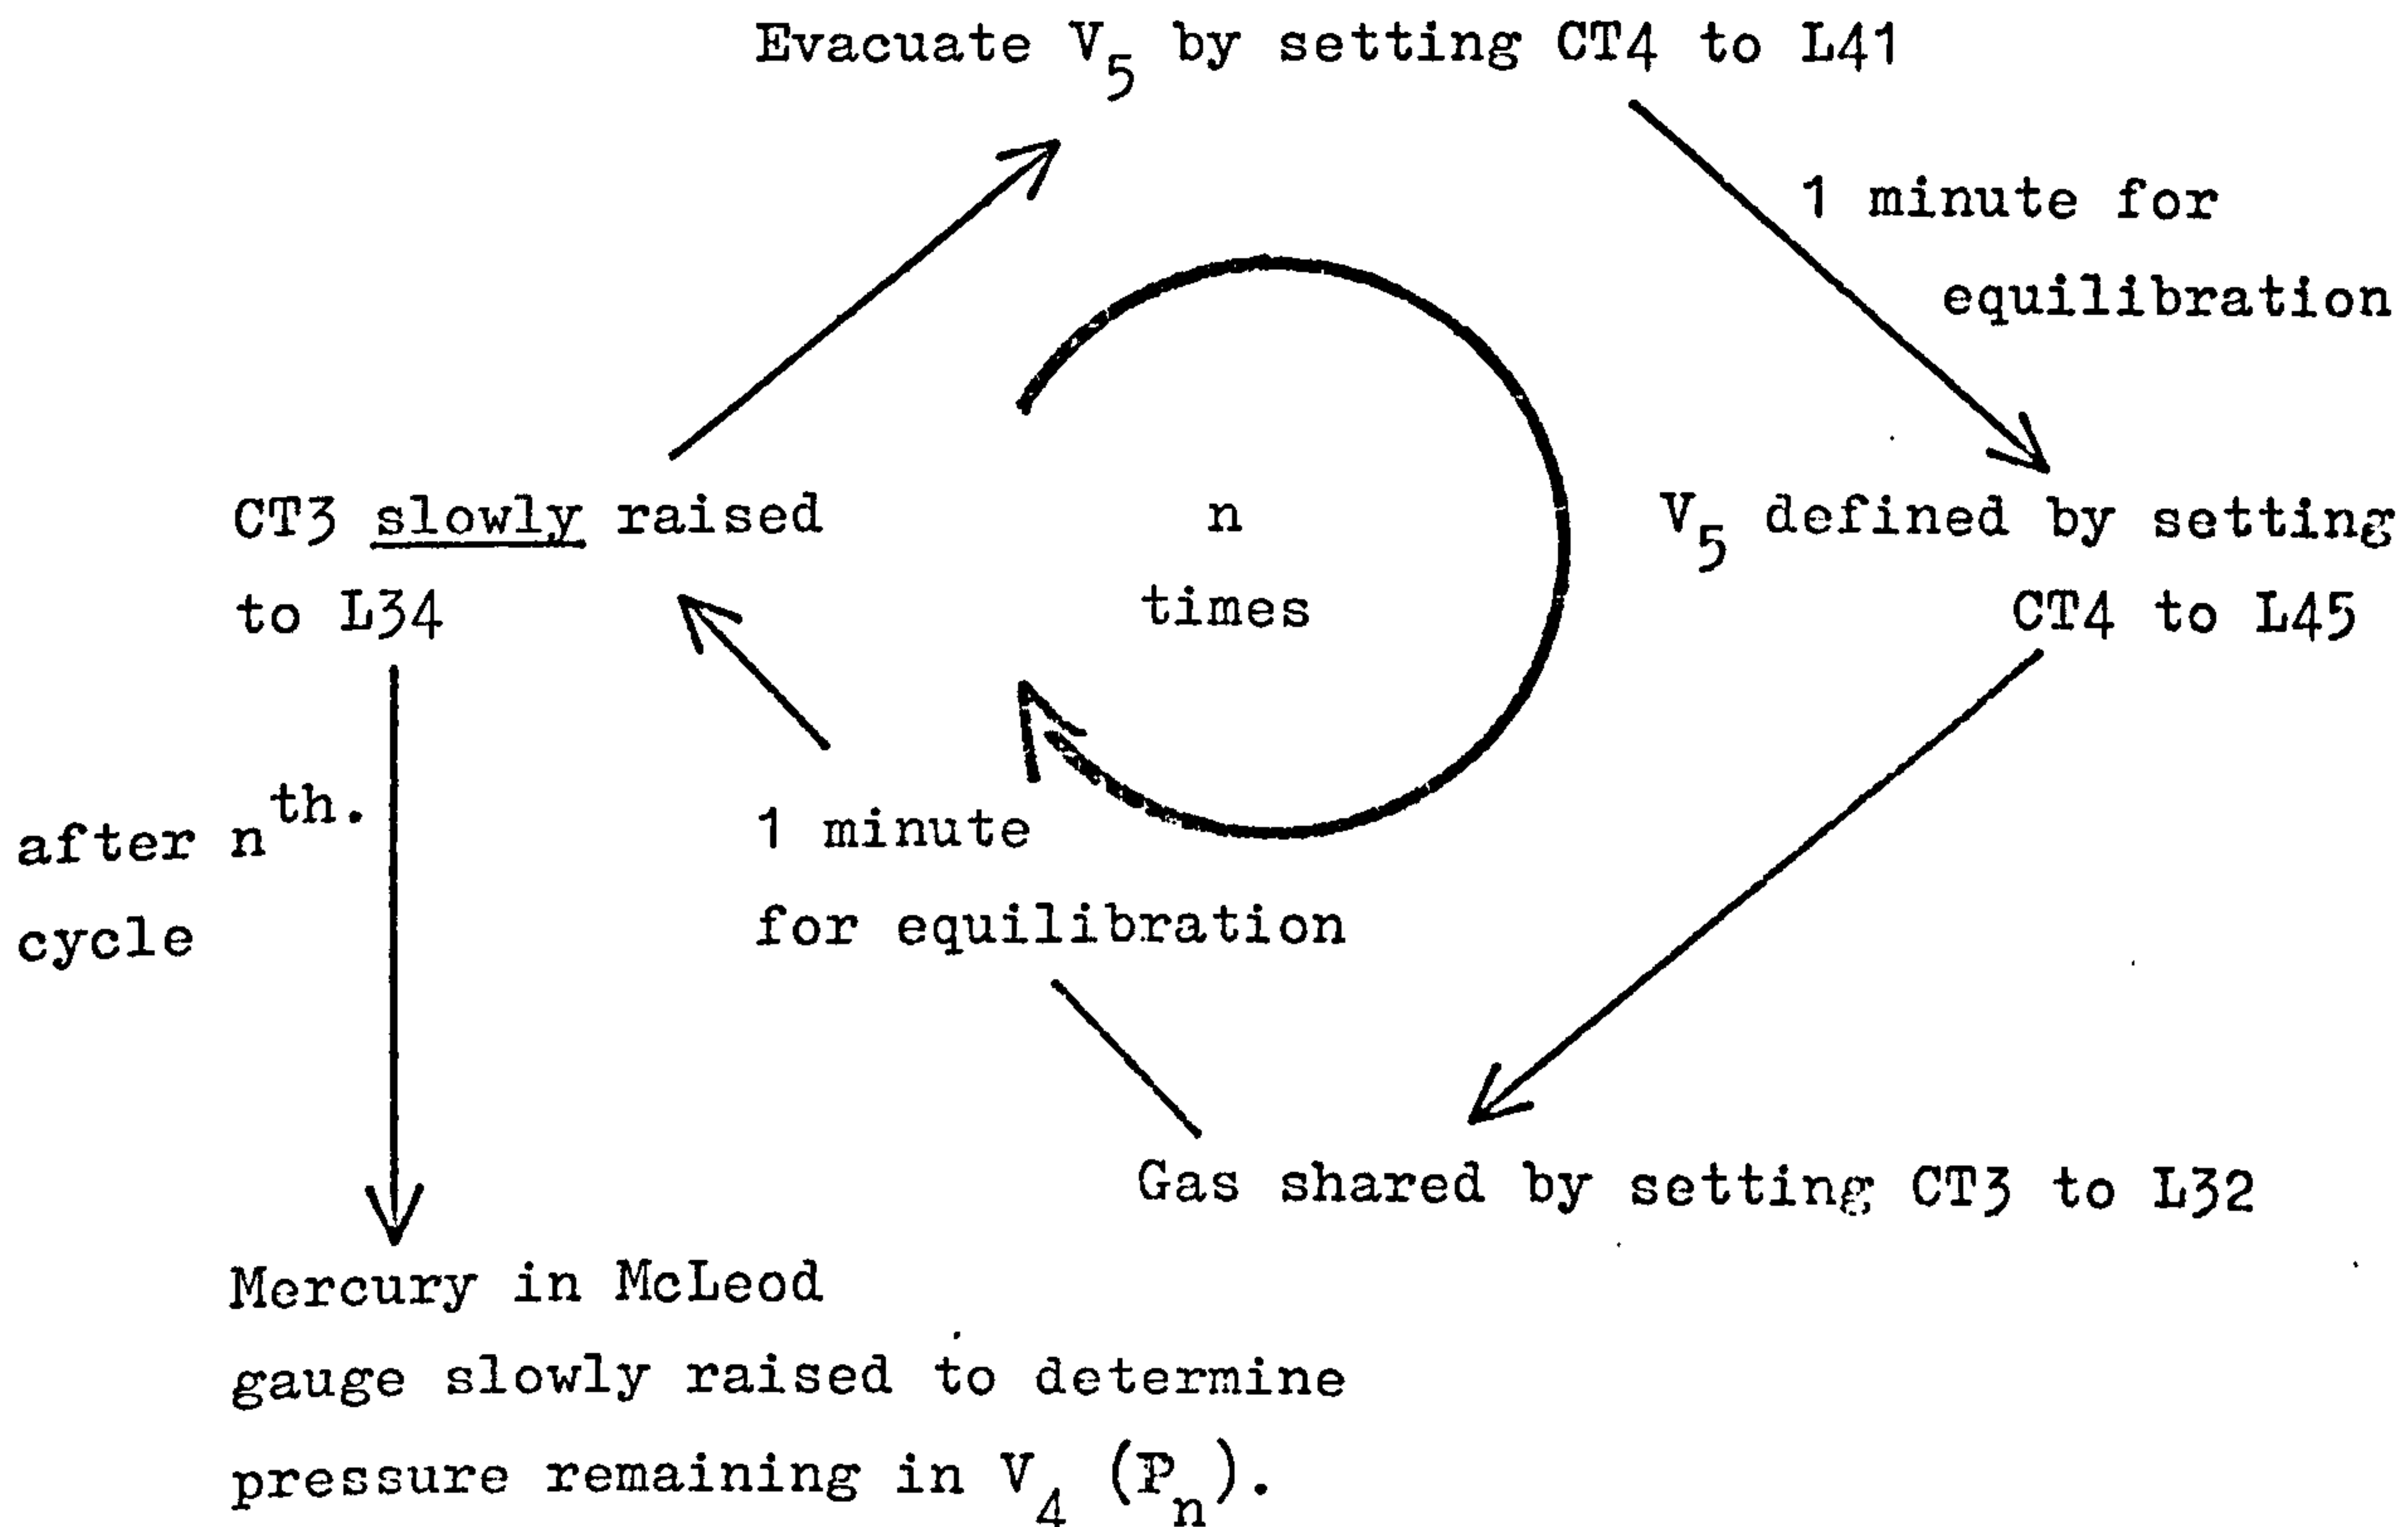 Evacuate V5 by setting CT4 to L41
1 minute for
equilibration
V5 defined by setting
CT4 to L45
CT3 slowly raised
to L34
n
times
after nth.
cycle
1 minute
for equilibration
Gas shared by setting CT3 to L32
Mercury in McLeod
gauge slowly raised to determine
pressure remaining in V4 (Pn).